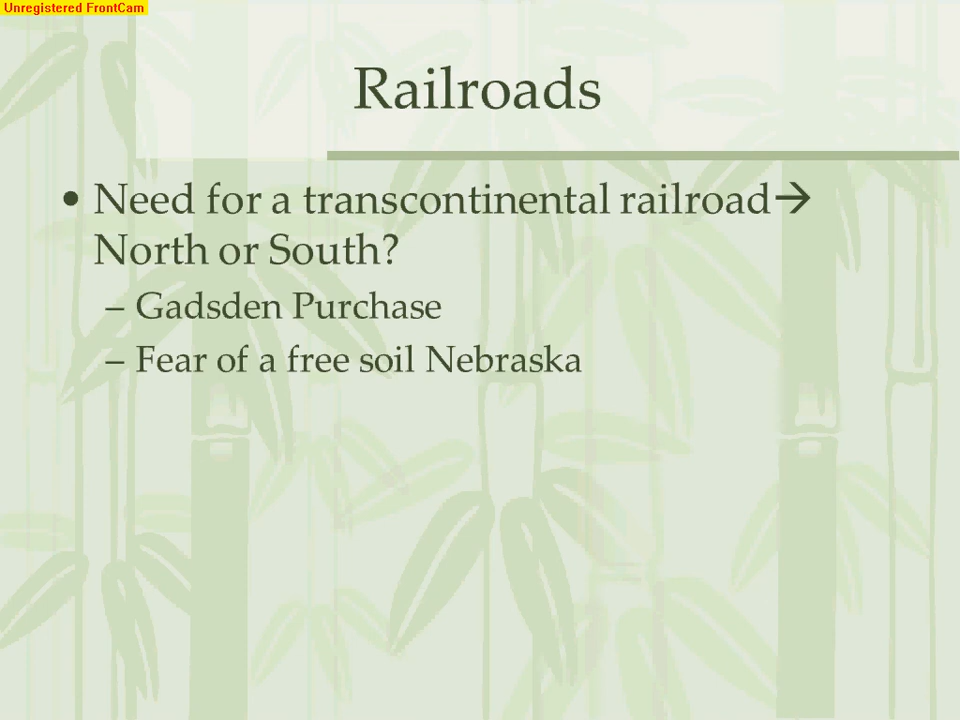 Unregistered FrontCam
Railroads
• Need for a transcontinental railroad→
North or South?
– Gadsden Purchase
– Fear of a free soil Nebraska